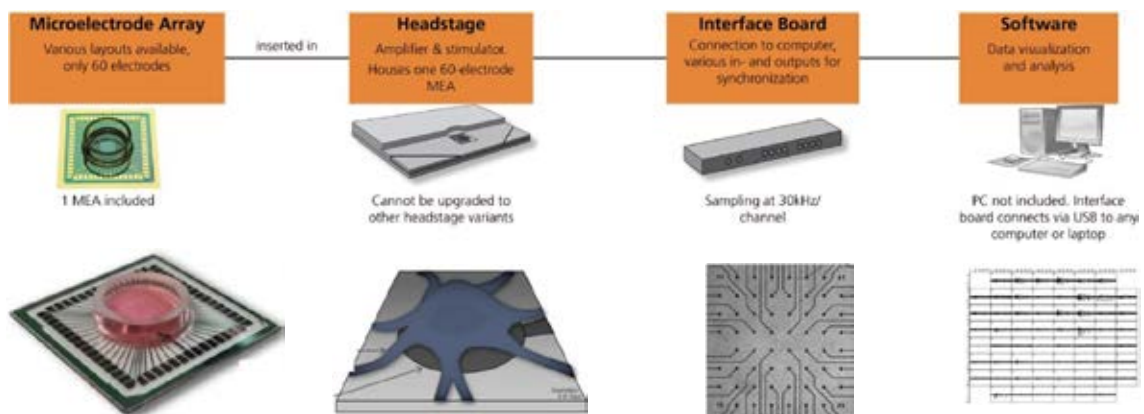 Microelectrode Array
Various layouts available,
only 60 electrodes
inserted in
Headstage
Amplifier & stimulator.
Houses one 60-electrode
MEA
Interface Board
Connection to computer,
various in- and outputs for
synchronization
Software
Data visualization
and analysis
1 MEA included
Cannot be upgraded to
other headstage variants
Sampling at 30kHz/
channel
PC not included. Interface
board connects via USB to any
computer or laptop